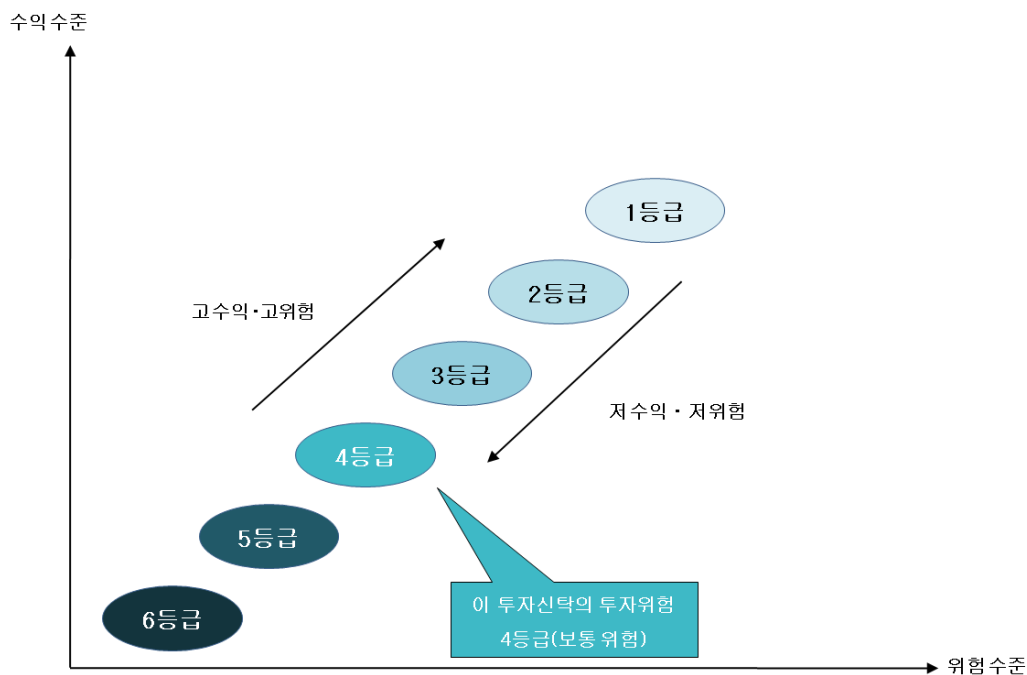 수익수준
1등급
2등급
고수익·고위험
3등급
저수익 · 저위험
4등급
5등급
이 투자신탁의 투자위험
4등급(보통 위험)
6등급
위험수준